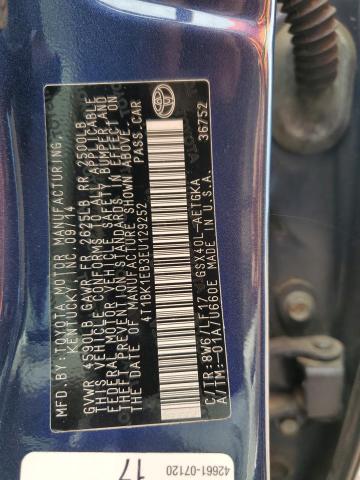 MFD. BY:TOYOTA MOTOR MANUFACTURING.
KENTUCKY, INC. 08/14
GVWR 4590LB GAWR FR 2625LB RR 2500LB
THIS VEHICLE CONFORMS TO ALL APPLICABLE
FEDERAL MOTOR VEHICLE SAFETY, BUMPER, AND
THEFT PREVENTION STANDARDS IN EFFECT ON
THE DATE OF MANUFACTURE SHOWN ABOVE.
4T1BK1EB3EU129252 PASS.CAR
36752
C/TR:8W6/LF17 GSX40L-AETGKA
A/TM:-01A/U660E MADE IN U.S.A.
42661-07120
17